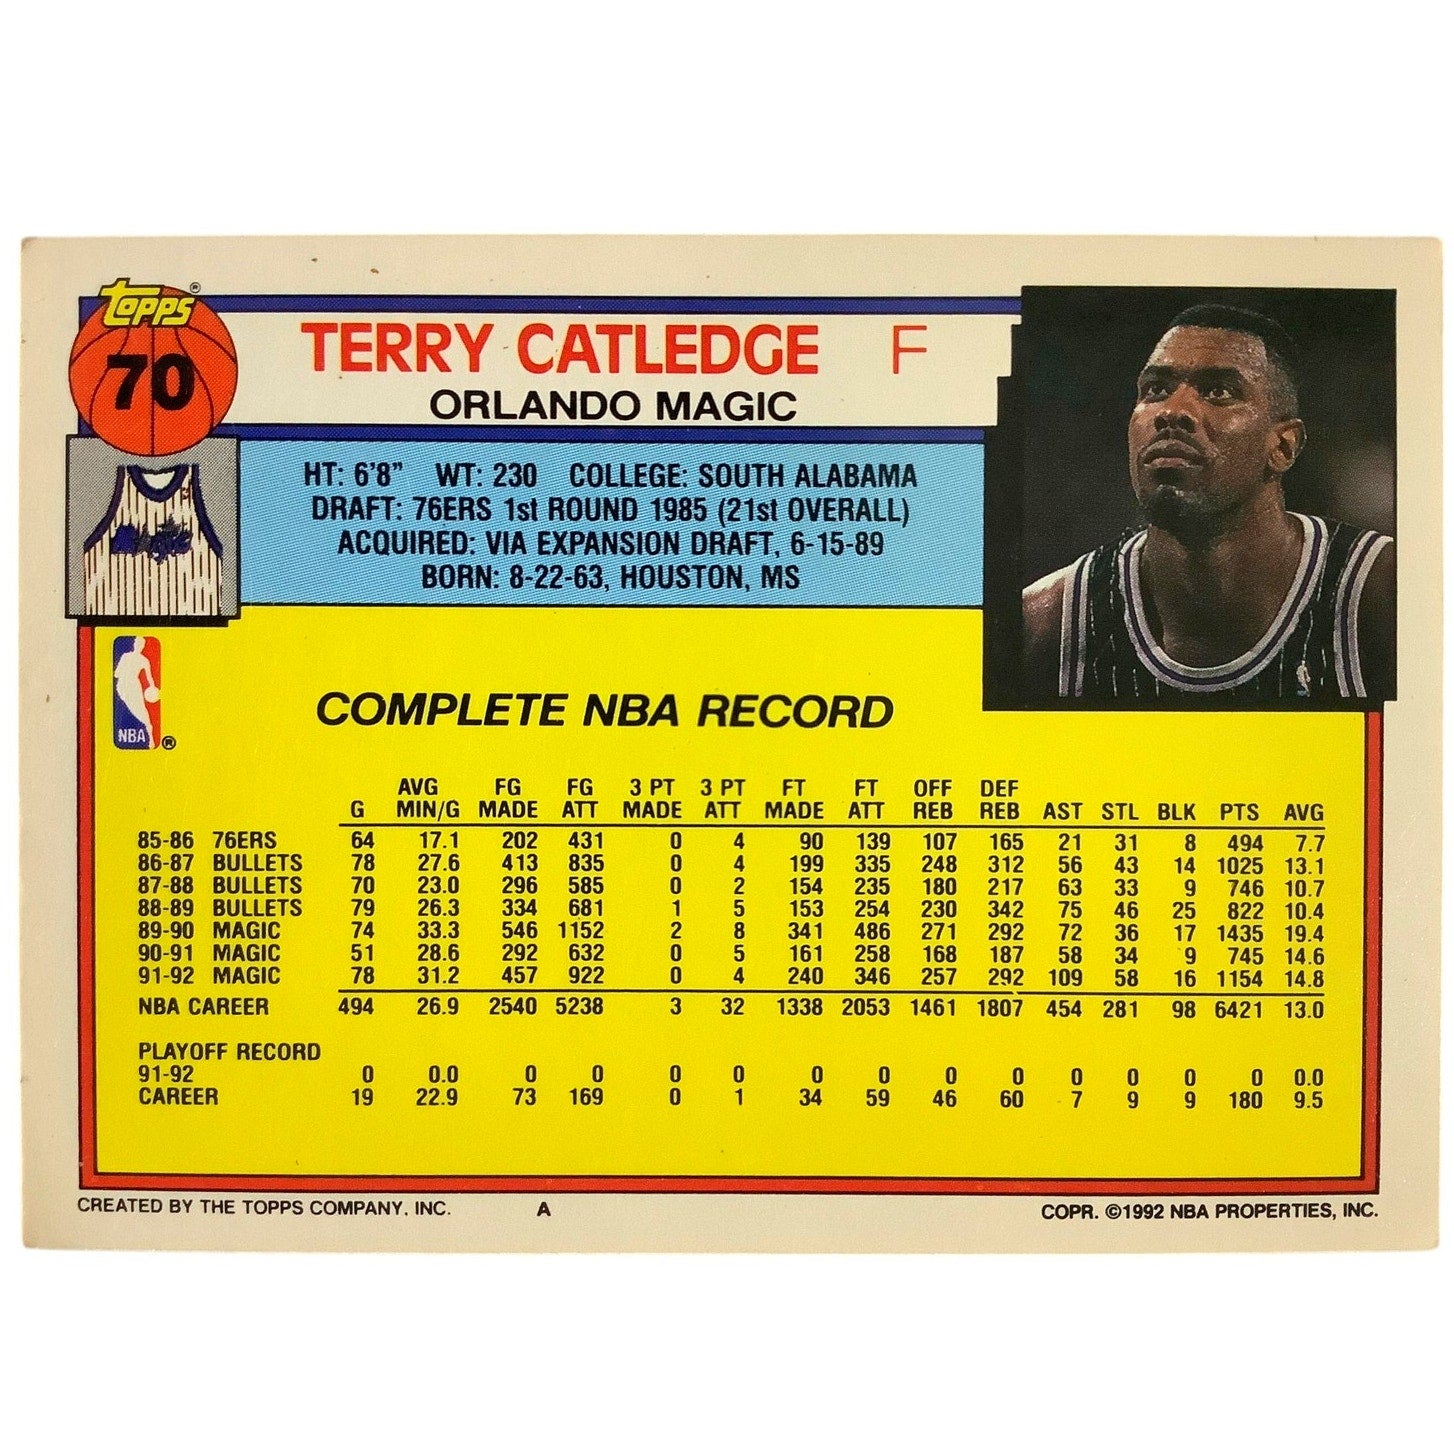 TOPPS ®
70
TERRY CATLEDGE F
ORLANDO MAGIC
Magic
HT: 6'8" WT: 230 COLLEGE: SOUTH ALABAMA
DRAFT: 76ERS 1st ROUND 1985 (21st OVERALL)
ACQUIRED: VIA EXPANSION DRAFT, 6-15-89
BORN: 8-22-63, HOUSTON, MS
NBA ®
COMPLETE NBA RECORD
AVG FG FG 3 PT 3 PT FT FT OFF DEF
G MIN/G MADE ATT MADE ATT MADE ATT REB REB AST STL BLK PTS AVG
85-86 76ERS 64 17.1 202 431 0 4 90 139 107 165 21 31 8 494 7.7
86-87 BULLETS 78 27.6 413 835 0 4 199 335 248 312 56 43 14 1025 13.1
87-88 BULLETS 70 23.0 296 585 0 2 154 235 180 217 63 33 9 746 10.7
88-89 BULLETS 79 26.3 334 681 1 5 153 254 230 342 75 46 25 822 10.4
89-90 MAGIC 74 33.3 546 1152 2 8 341 486 271 292 72 36 17 1435 19.4
90-91 MAGIC 51 28.6 292 632 0 5 161 258 168 187 58 34 9 745 14.6
91-92 MAGIC 78 31.2 457 922 0 4 240 346 257 292 109 58 16 1154 14.8
NBA CAREER 494 26.9 2540 5238 3 32 1338 2053 1461 1807 454 281 98 6421 13.0
PLAYOFF RECORD
91-92 0 0.0 0 0 0 0 0 0 0 0 0 0 0 0 0.0
CAREER 19 22.9 73 169 0 1 34 59 46 60 7 9 9 180 9.5
CREATED BY THE TOPPS COMPANY, INC. A COPR. ©1992 NBA PROPERTIES, INC.